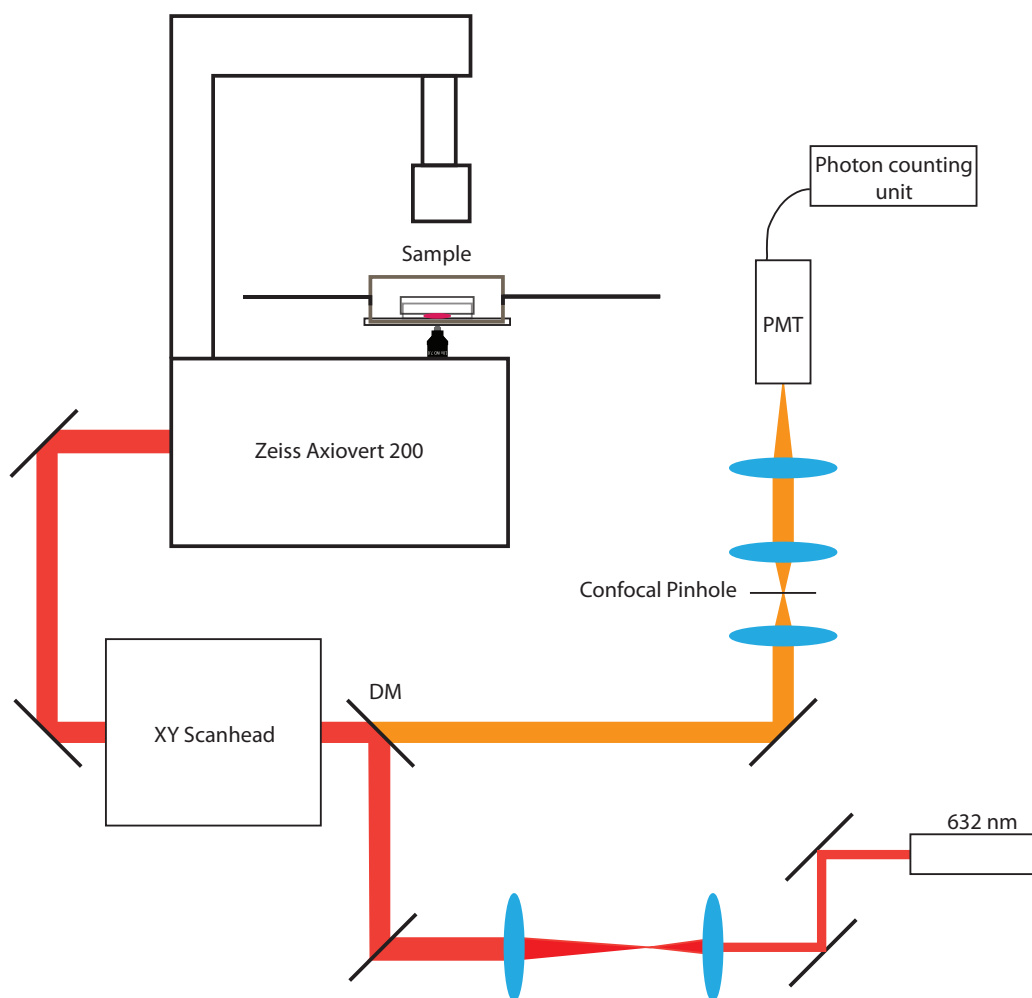 Photon counting
unit
Sample
PMT
Zeiss Axiovert 200
Confocal Pinhole
DM
XY Scanhead
632 nm